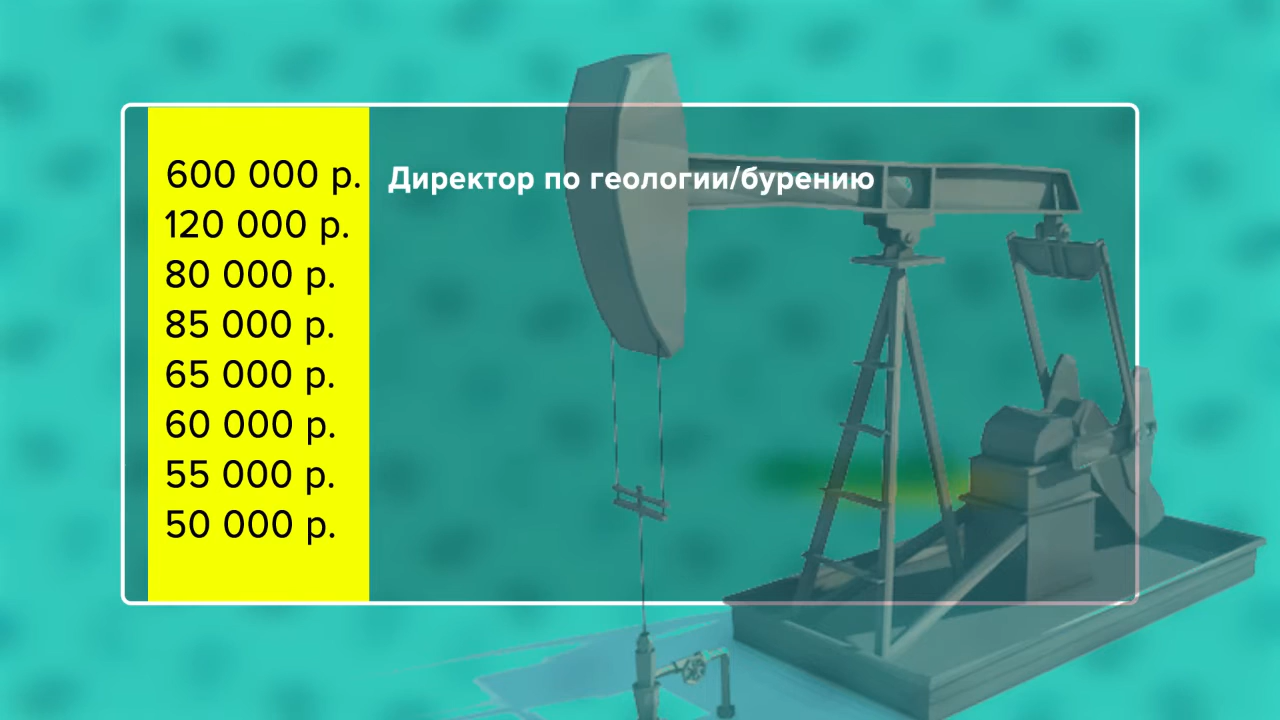 600 000 р. Директор по геологии/бурению
120 000 р.
80 000 р.
85 000 р.
65 000 р.
60 000 р.
55 000 р.
50 000 р.